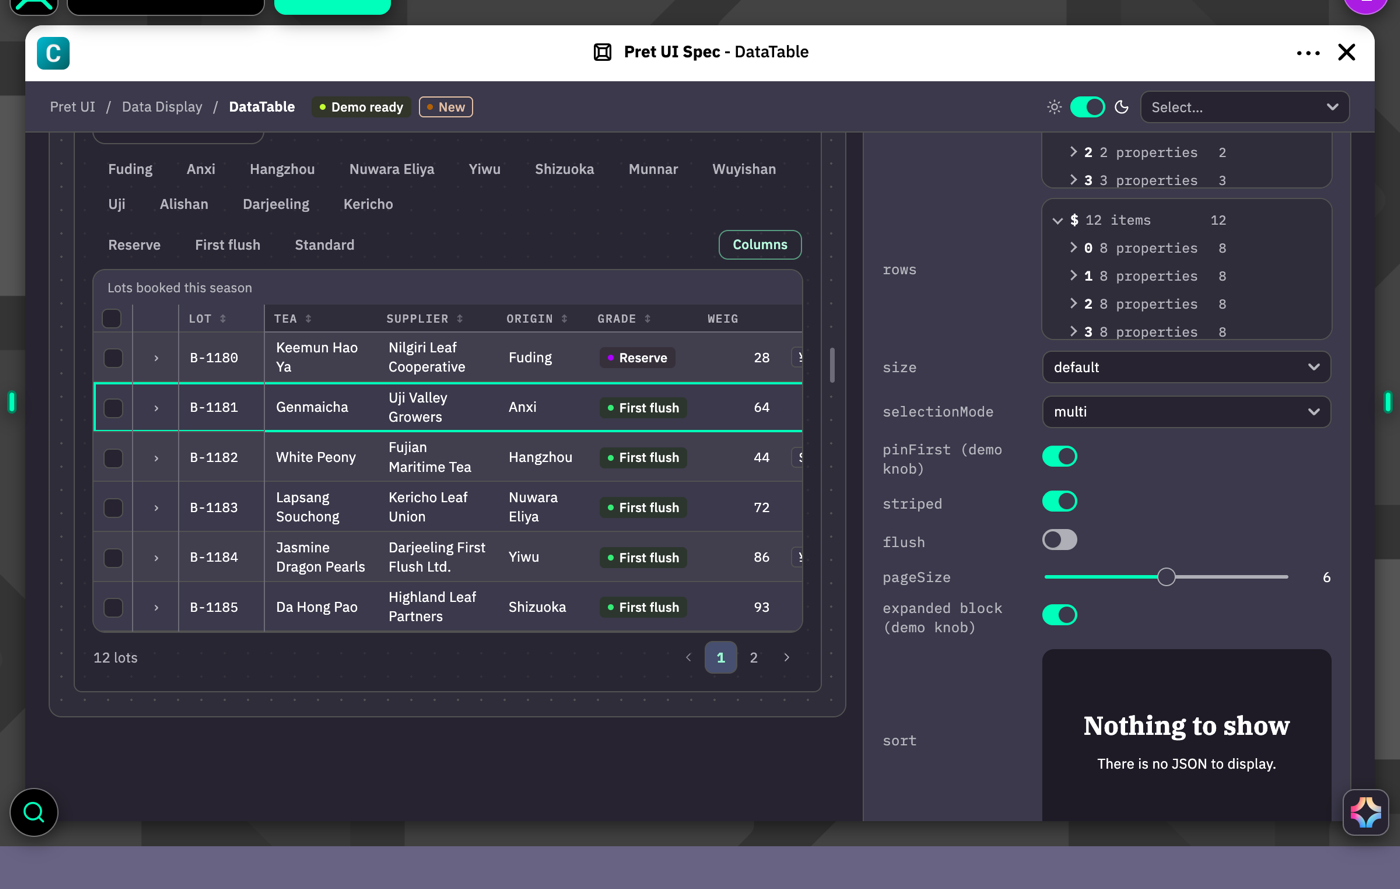 C
Pret UI Spec - DataTable
Pret UI / Data Display / DataTable
Demo ready
New
Select...
Fuding Anxi Hangzhou Nuwara Eliya Yiwu Shizuoka Munnar Wuyishan
Uji Alishan Darjeeling Kericho
Reserve First flush Standard
Columns
Lots booked this season
LOT TEA SUPPLIER ORIGIN GRADE WEIG
B-1180 Keemun Hao Ya Nilgiri Leaf Cooperative Fuding Reserve 28
B-1181 Genmaicha Uji Valley Growers Anxi First flush 64
B-1182 White Peony Fujian Maritime Tea Hangzhou First flush 44
B-1183 Lapsang Souchong Kericho Leaf Union Nuwara Eliya First flush 72
B-1184 Jasmine Dragon Pearls Darjeeling First Flush Ltd. Yiwu First flush 86
B-1185 Da Hong Pao Highland Leaf Partners Shizuoka First flush 93
12 lots
1 2
2 2 properties 2
3 3 properties 3
rows
$ 12 items 12
0 8 properties 8
1 8 properties 8
2 8 properties 8
3 8 properties 8
size
default
selectionMode
multi
pinFirst (demo
knob)
striped
flush
pageSize
6
expanded block
(demo knob)
sort
Nothing to show
There is no JSON to display.